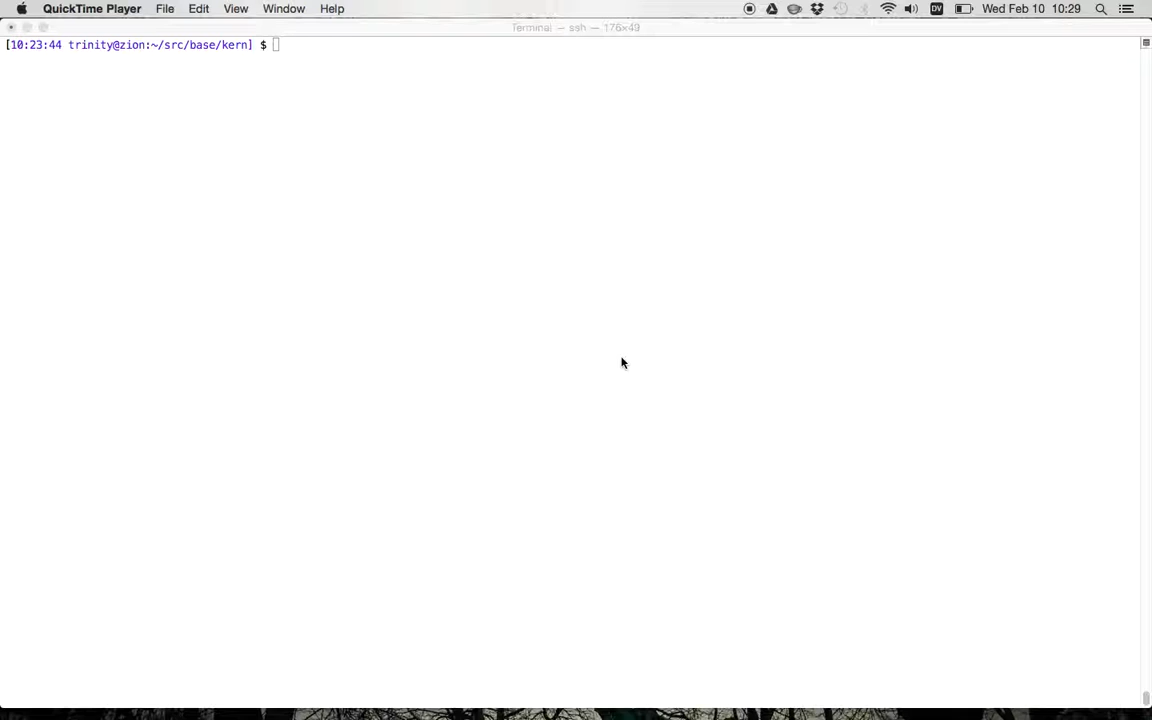 QuickTime Player File Edit View Window Help DV Wed Feb 10 10:29
Terminal — ssh — 176×49
[10:23:44 trinity@zion:~/src/base/kern] $